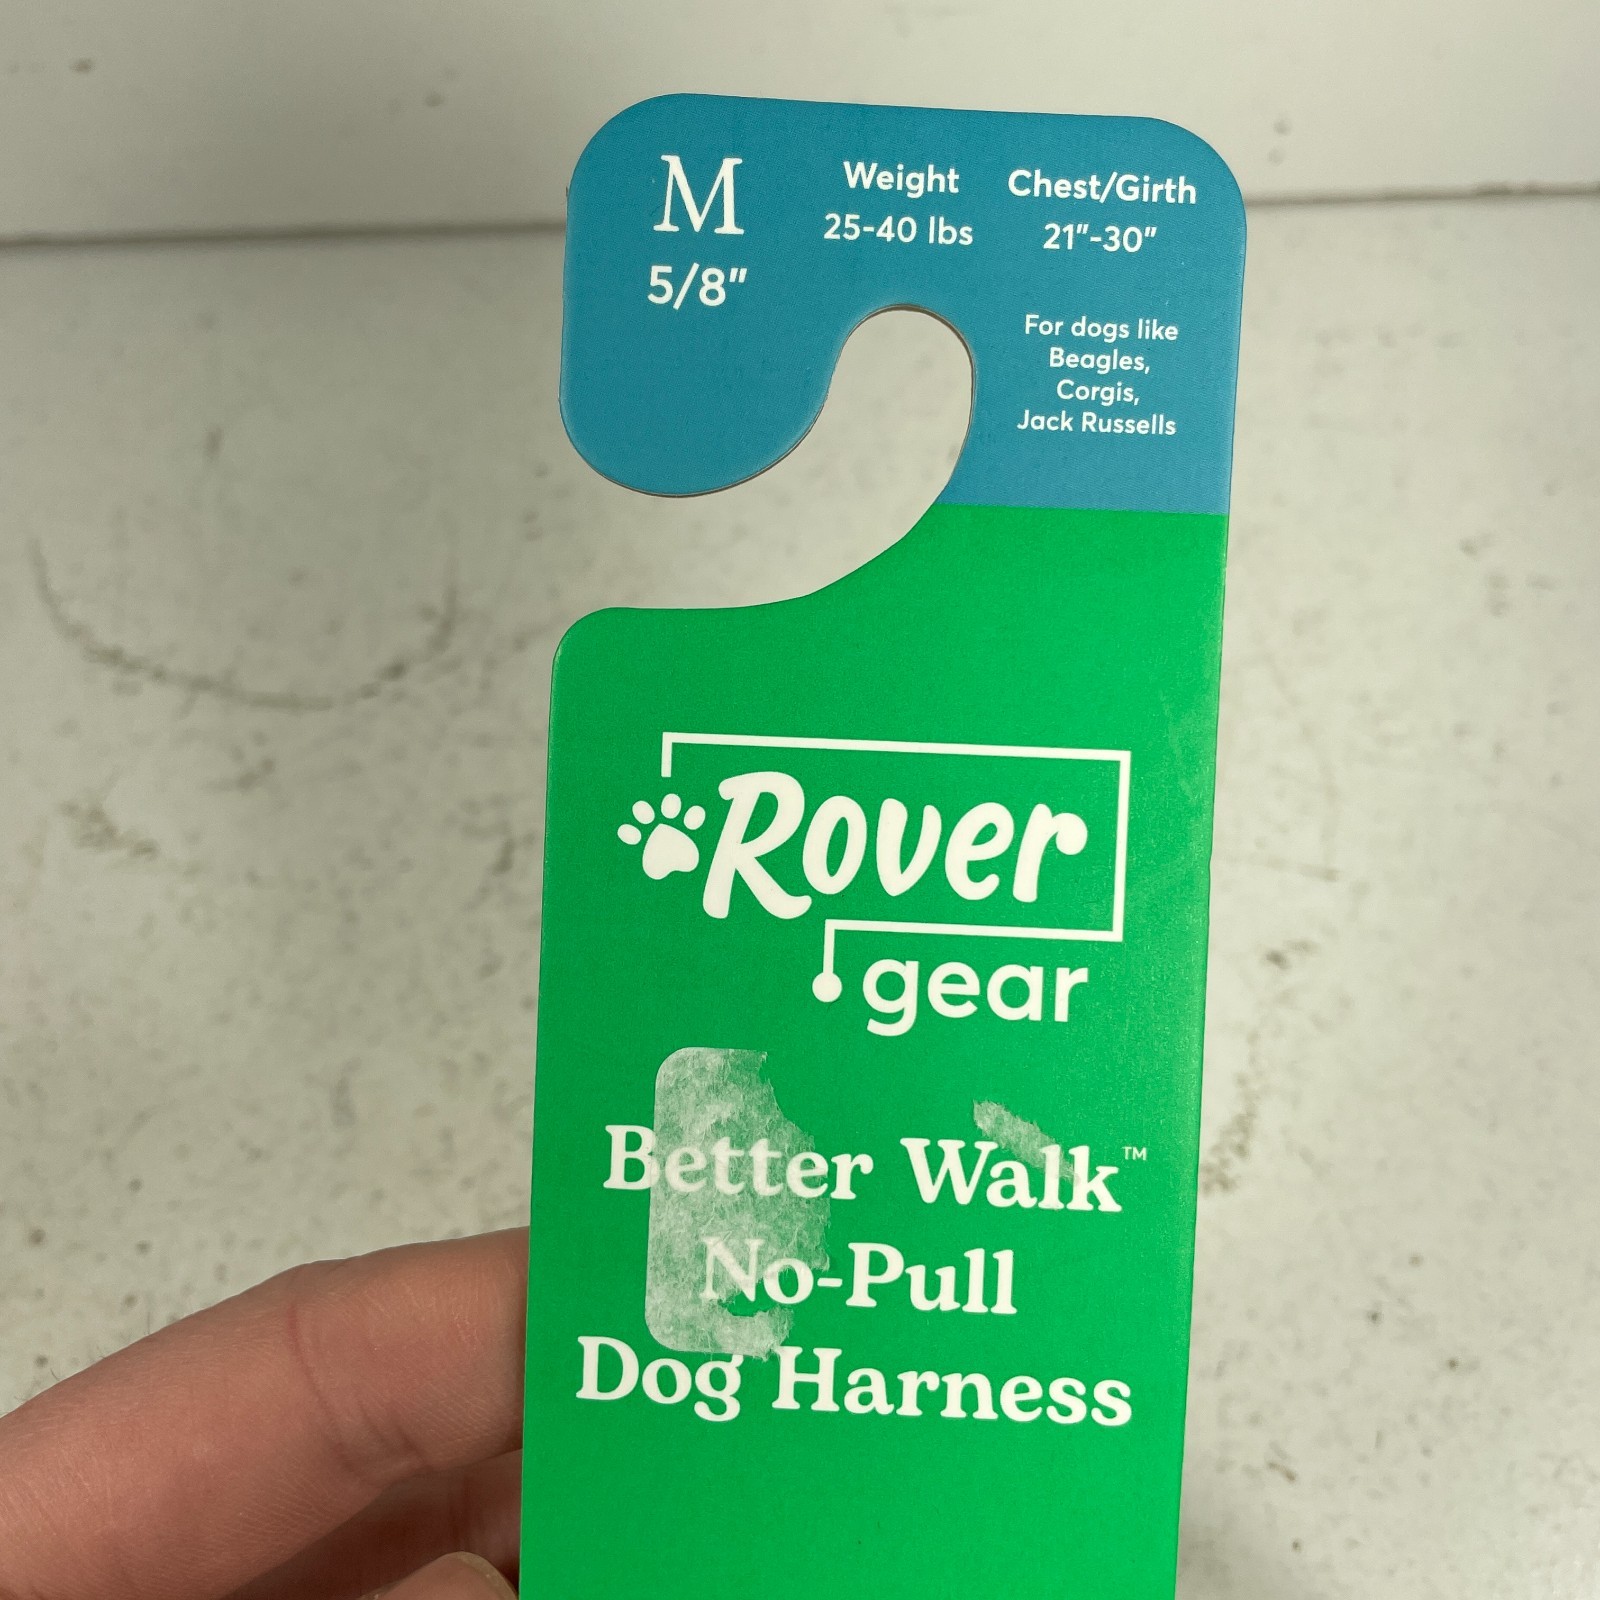 M
5/8"
Weight
25-40 lbs
Chest/Girth
21"-30"
For dogs like
Beagles,
Corgis,
Jack Russells
Rover
gear
Better Walk™
No-Pull
Dog Harness